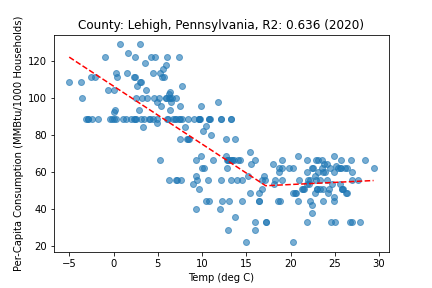 County: Lehigh, Pennsylvania, R2: 0.636 (2020)
Per-Capita Consumption (MMBtu/1000 Households)
120
100
80
60
40
20
−5 0 5 10 15 20 25 30
Temp (deg C)